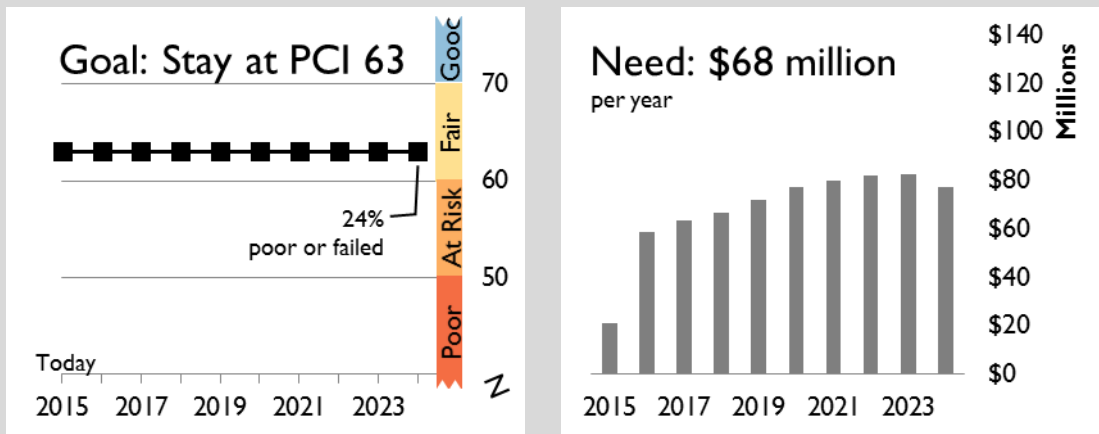 Goal: Stay at PCI 63
Good
70
Fair
60
At Risk
24%
poor or failed
50
Poor
Today
2015 2017 2019 2021 2023
Need: $68 million
per year
Millions
$140
$120
$100
$80
$60
$40
$20
$0
2015 2017 2019 2021 2023